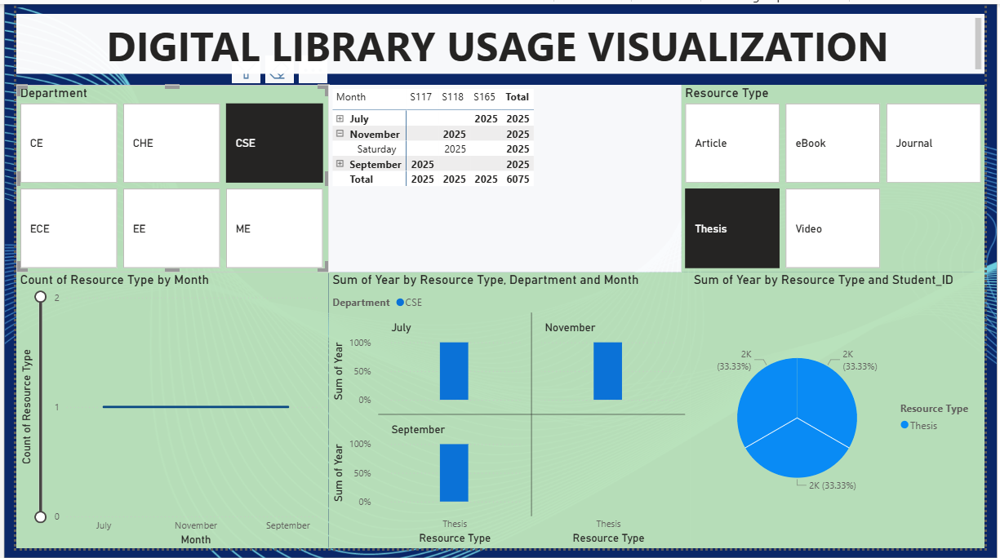 DIGITAL LIBRARY USAGE VISUALIZATION
Department
CE
CHE
CSE
ECE
EE
ME
Month S117 S118 S165 Total
July 2025 2025
November 2025 2025
Saturday 2025 2025
September 2025 2025
Total 2025 2025 2025 6075
Resource Type
Article
eBook
Journal
Thesis
Video
Count of Resource Type by Month
Count of Resource Type
2
1
0
July
November
September
Month
Sum of Year by Resource Type, Department and Month
Department CSE
July
November
Sum of Year
100%
50%
0%
September
Sum of Year
100%
50%
0%
Thesis
Thesis
Resource Type
Resource Type
Sum of Year by Resource Type and Student_ID
2K
(33.33%)
2K
(33.33%)
2K (33.33%)
Resource Type
Thesis